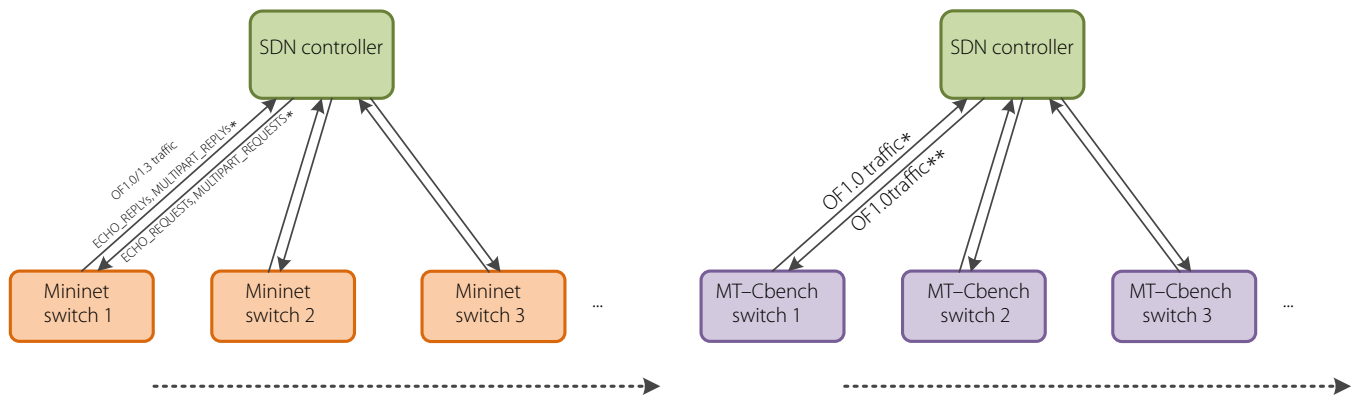 SDN controller
OF1.0/1.3 traffic
ECHO_REPLYs, MULTIPART_REPLYs*
ECHO_REQUESTs, MULTIPART_REQUESTS*
Mininet
switch 1
Mininet
switch 2
Mininet
switch 3
...
SDN controller
OF1.0 traffic*
OF1.0traffic**
MT–Cbench
switch 1
MT–Cbench
switch 2
MT–Cbench
switch 3
...